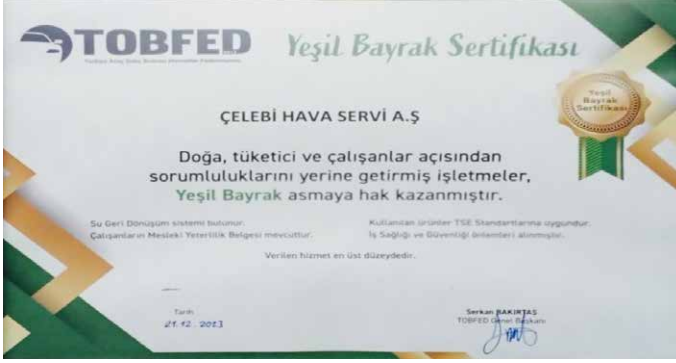 TOBFED
Yeşil Bayrak Sertifikası
Yeşil
Bayrak
Sertifikası
ÇELEBİ HAVA SERVİ A.Ş
Doğa, tüketici ve çalışanlar açısından
sorumluluklarını yerine getirmiş işletmeler,
Yeşil Bayrak asmaya hak kazanmıştır.
Su Geri Dönüşüm sistemi bulunur.
Çalışanların Mesleki Yeterlilik Belgesi mevcuttur.
Kullanılan ürünler TSE Standartlarına uygundur.
İş Sağlığı ve Güvenliği önlemleri alınmıştır.
Verilen hizmet en üst düzeydedir.
Tarih
21.12.2023
Serkan BAKIRTAŞ
TOBFED Genel Başkanı